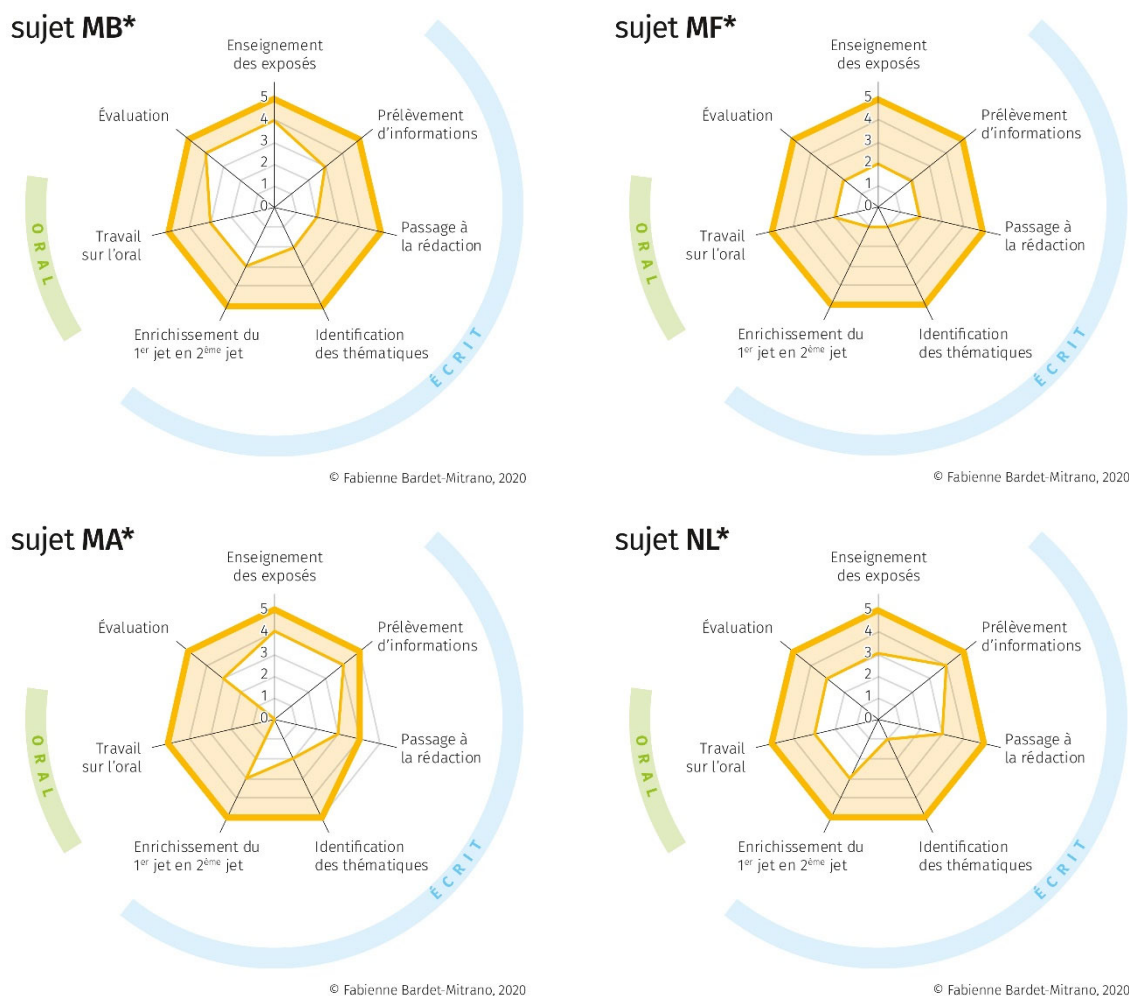 sujet MB*
Enseignement
des exposés
Évaluation
Prélèvement
d'informations
5
4
3
2
1
0
ORAL
Travail
sur l'oral
Passage à
la rédaction
Enrichissement du
1er jet en 2ème jet
Identification
des thématiques
ÉCRIT
© Fabienne Bardet-Mitrano, 2020
sujet MF*
Enseignement
des exposés
Évaluation
Prélèvement
d'informations
5
4
3
2
1
0
ORAL
Travail
sur l'oral
Passage à
la rédaction
Enrichissement du
1er jet en 2ème jet
Identification
des thématiques
ÉCRIT
© Fabienne Bardet-Mitrano, 2020
sujet MA*
Enseignement
des exposés
Évaluation
Prélèvement
d'informations
5
4
3
2
1
0
ORAL
Travail
sur l'oral
Passage à
la rédaction
Enrichissement du
1er jet en 2ème jet
Identification
des thématiques
ÉCRIT
© Fabienne Bardet-Mitrano, 2020
sujet NL*
Enseignement
des exposés
Évaluation
Prélèvement
d'informations
5
4
3
2
1
0
ORAL
Travail
sur l'oral
Passage à
la rédaction
Enrichissement du
1er jet en 2ème jet
Identification
des thématiques
ÉCRIT
© Fabienne Bardet-Mitrano, 2020